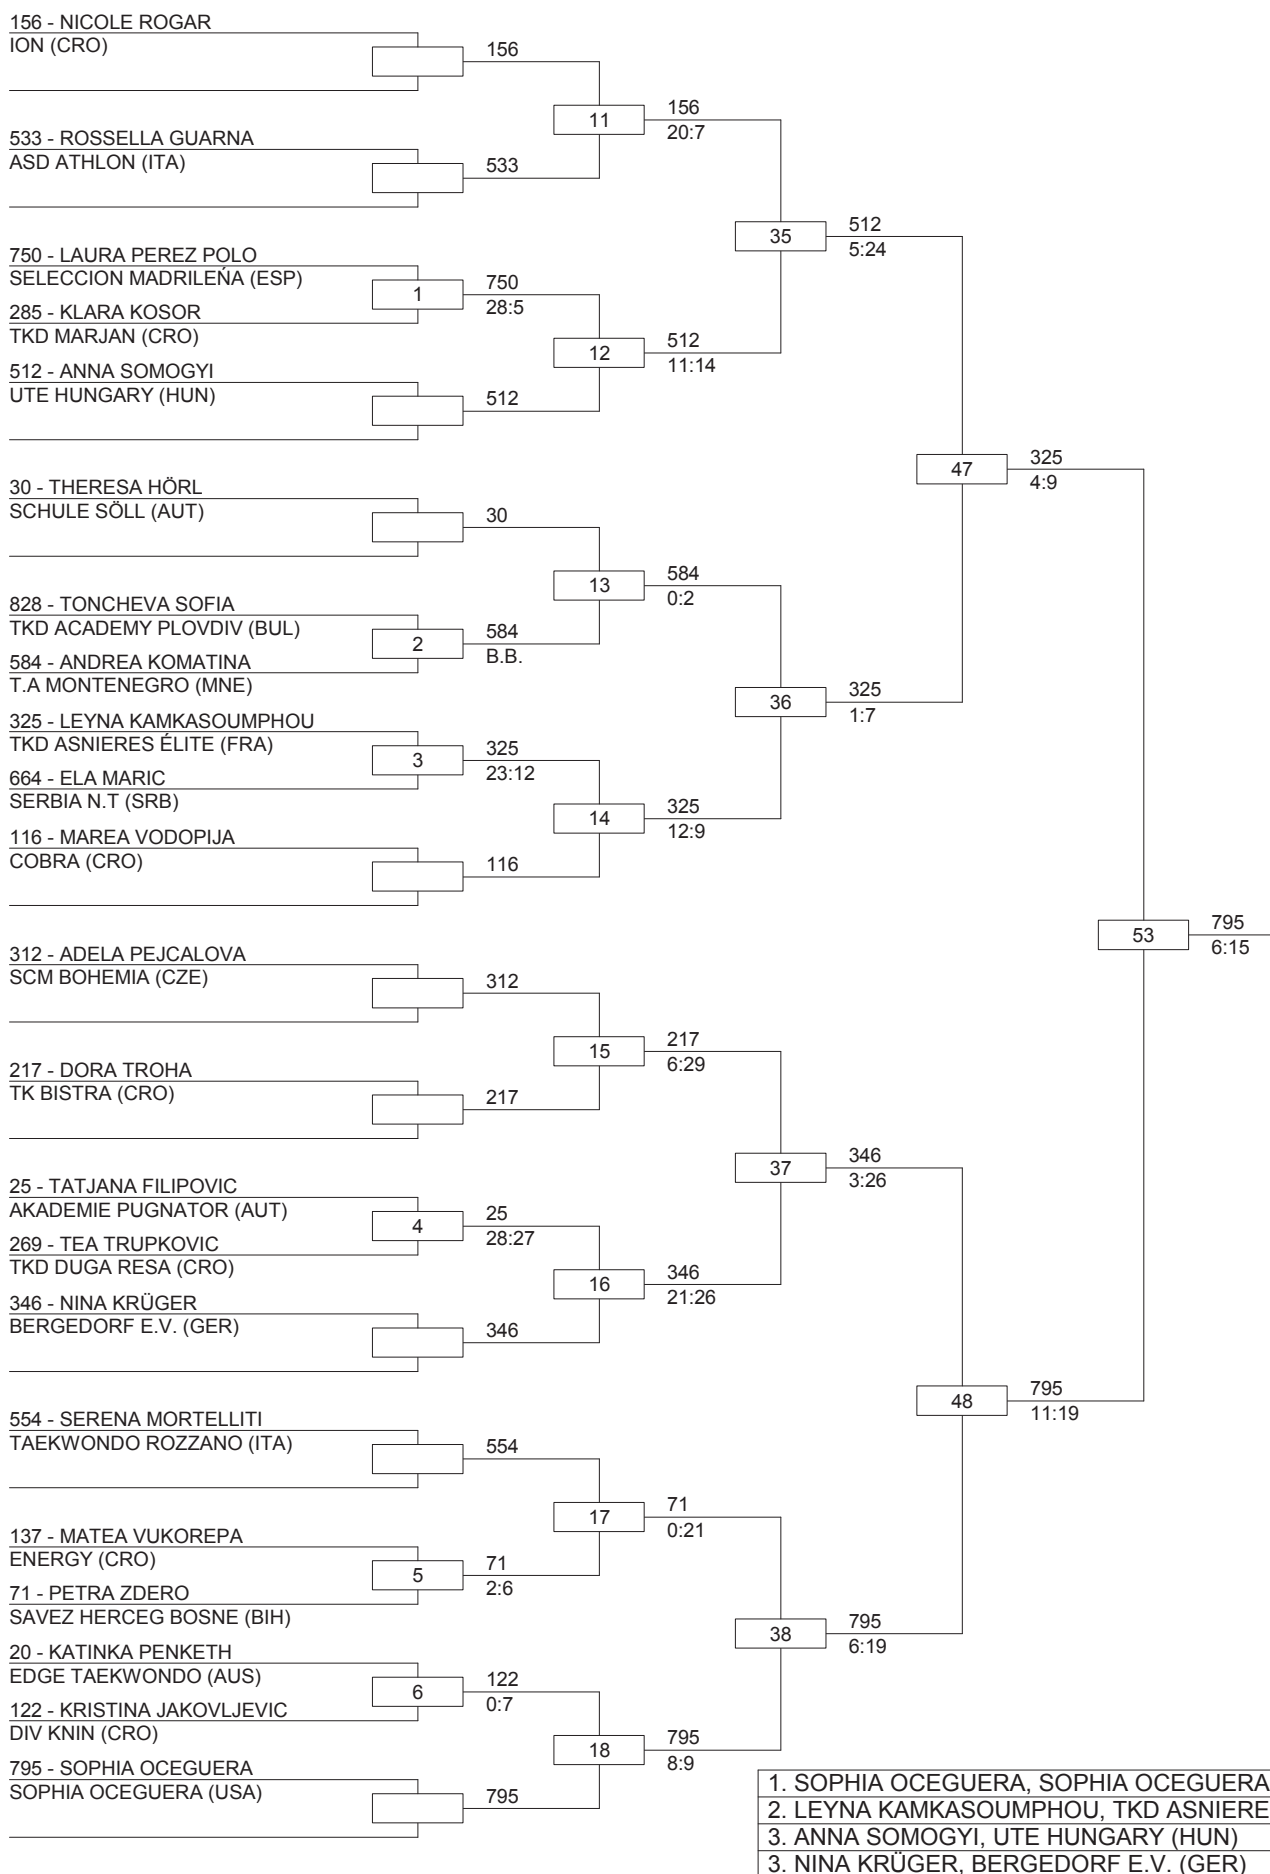 156 - NICOLE ROGAR
ION (CRO)
156
11
156
20:7
533 - ROSSELLA GUARNA
ASD ATHLON (ITA)
533
35
512
5:24
750 - LAURA PEREZ POLO
SELECCION MADRILEŃA (ESP)
1
750
28:5
285 - KLARA KOSOR
TKD MARJAN (CRO)
12
512
11:14
512 - ANNA SOMOGYI
UTE HUNGARY (HUN)
512
47
325
4:9
30 - THERESA HÖRL
SCHULE SÖLL (AUT)
30
13
584
0:2
828 - TONCHEVA SOFIA
TKD ACADEMY PLOVDIV (BUL)
2
584
B.B.
584 - ANDREA KOMATINA
T.A MONTENEGRO (MNE)
36
325
1:7
325 - LEYNA KAMKASOUMPHOU
TKD ASNIERES ÉLITE (FRA)
3
325
23:12
664 - ELA MARIC
SERBIA N.T (SRB)
14
325
12:9
116 - MAREA VODOPIJA
COBRA (CRO)
116
53
795
6:15
312 - ADELA PEJCALOVA
SCM BOHEMIA (CZE)
312
15
217
6:29
217 - DORA TROHA
TK BISTRA (CRO)
217
37
346
3:26
25 - TATJANA FILIPOVIC
AKADEMIE PUGNATOR (AUT)
4
25
28:27
269 - TEA TRUPKOVIC
TKD DUGA RESA (CRO)
16
346
21:26
346 - NINA KRÜGER
BERGEDORF E.V. (GER)
346
48
795
11:19
554 - SERENA MORTELLITI
TAEKWONDO ROZZANO (ITA)
554
17
71
0:21
137 - MATEA VUKOREPA
ENERGY (CRO)
5
71
2:6
71 - PETRA ZDERO
SAVEZ HERCEG BOSNE (BIH)
38
795
6:19
20 - KATINKA PENKETH
EDGE TAEKWONDO (AUS)
6
122
0:7
122 - KRISTINA JAKOVLJEVIC
DIV KNIN (CRO)
18
795
8:9
795 - SOPHIA OCEGUERA
SOPHIA OCEGUERA (USA)
795
1. SOPHIA OCEGUERA, SOPHIA OCEGUERA
2. LEYNA KAMKASOUMPHOU, TKD ASNIERE
3. ANNA SOMOGYI, UTE HUNGARY (HUN)
3. NINA KRÜGER, BERGEDORF E.V. (GER)